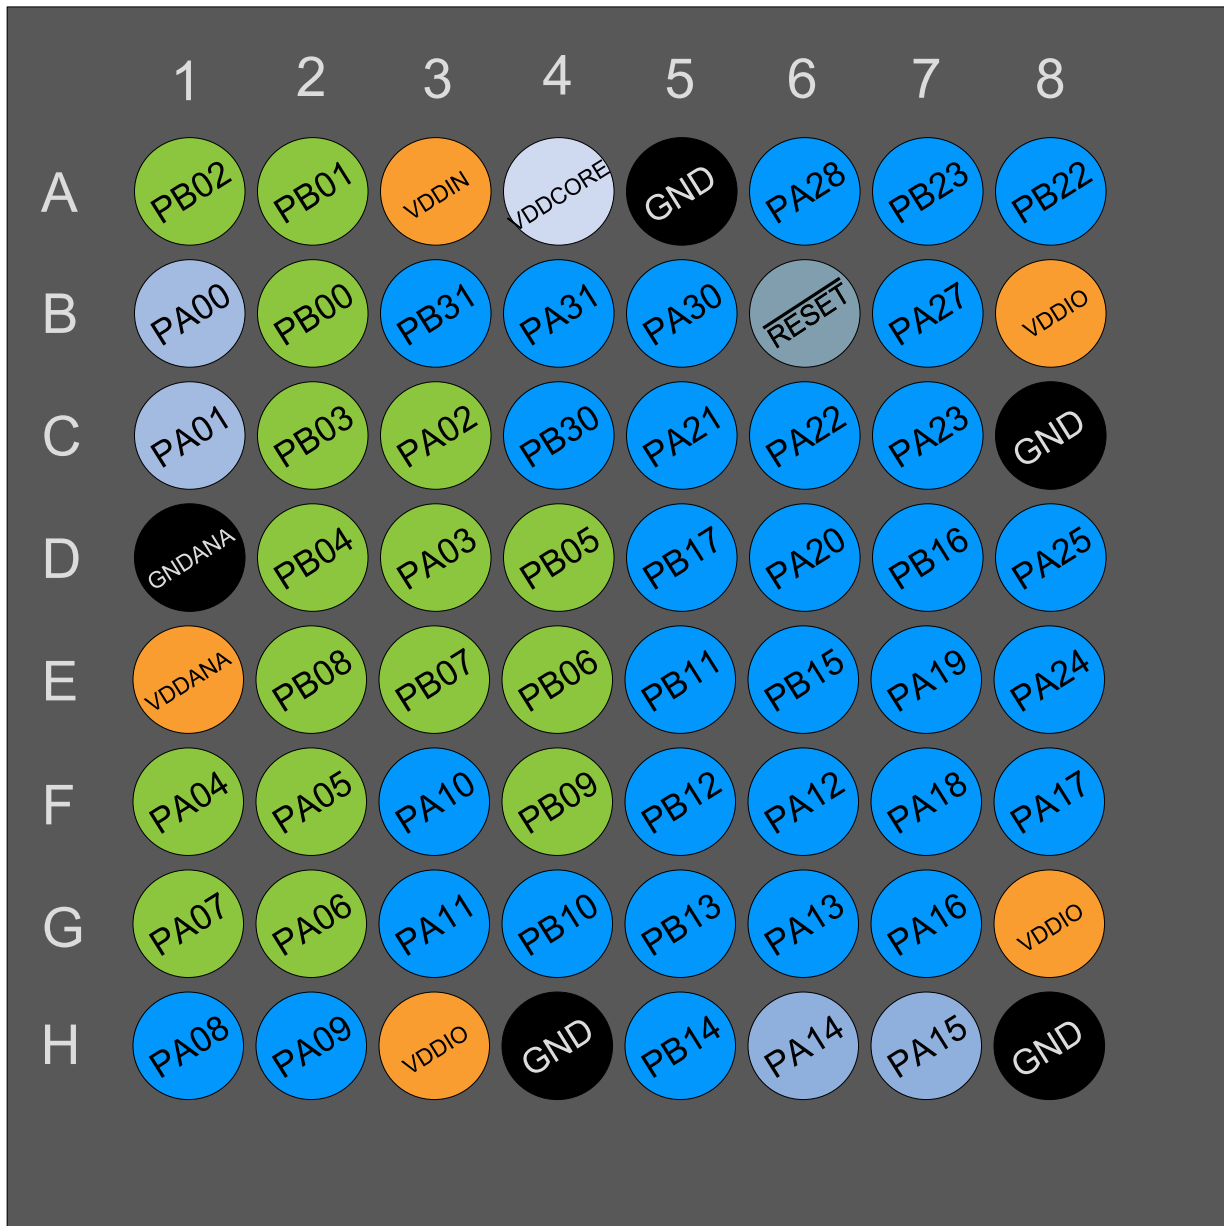 1 2 3 4 5 6 7 8
A PB02 PB01 VDDIN VDDCORE GND PA28 PB23 PB22
B PA00 PB00 PB31 PA31 PA30 RESET PA27 VDDIO
C PA01 PB03 PA02 PB30 PA21 PA22 PA23 GND
D GNDANA PB04 PA03 PB05 PB17 PA20 PB16 PA25
E VDDANA PB08 PB07 PB06 PB11 PB15 PA19 PA24
F PA04 PA05 PA10 PB09 PB12 PA12 PA18 PA17
G PA07 PA06 PA11 PB10 PB13 PA13 PA16 VDDIO
H PA08 PA09 VDDIO GND PB14 PA14 PA15 GND